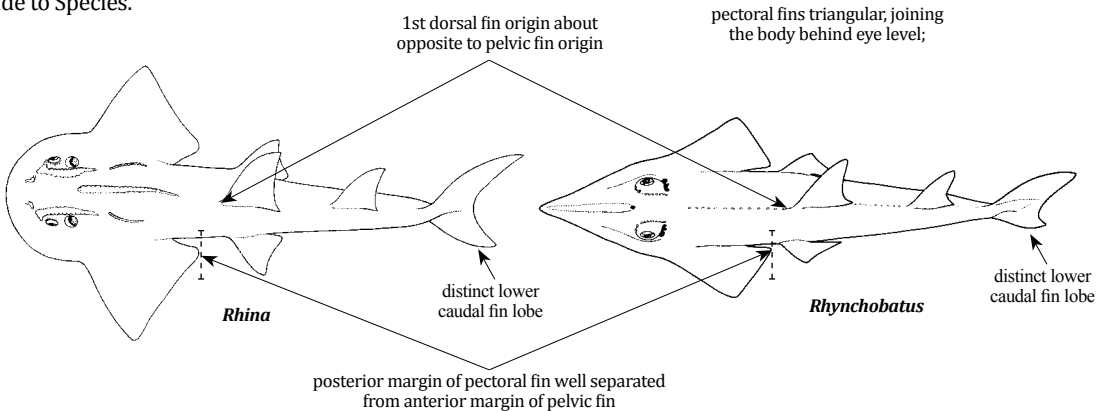 ide to Species.
1st dorsal fin origin about
opposite to pelvic fin origin
pectoral fins triangular, joining
the body behind eye level;
Rhina
distinct lower
caudal fin lobe
Rhynchobatus
distinct lower
caudal fin lobe
posterior margin of pectoral fin well separated
from anterior margin of pelvic fin